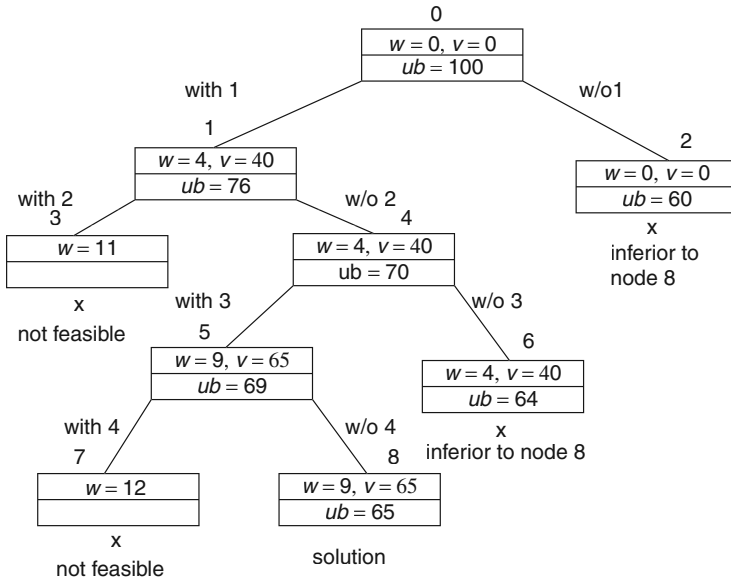 0
w = 0, v = 0
ub = 100
with 1
w/o1
1
2
w = 4, v = 40
ub = 76
w = 0, v = 0
ub = 60
x
inferior to
node 8
with 2
w/o 2
3
4
w = 11
w = 4, v = 40
ub = 70
x
not feasible
with 3
w/o 3
5
6
w = 9, v = 65
ub = 69
w = 4, v = 40
ub = 64
x
inferior to node 8
with 4
w/o 4
7
8
w = 12
w = 9, v = 65
ub = 65
x
not feasible
solution